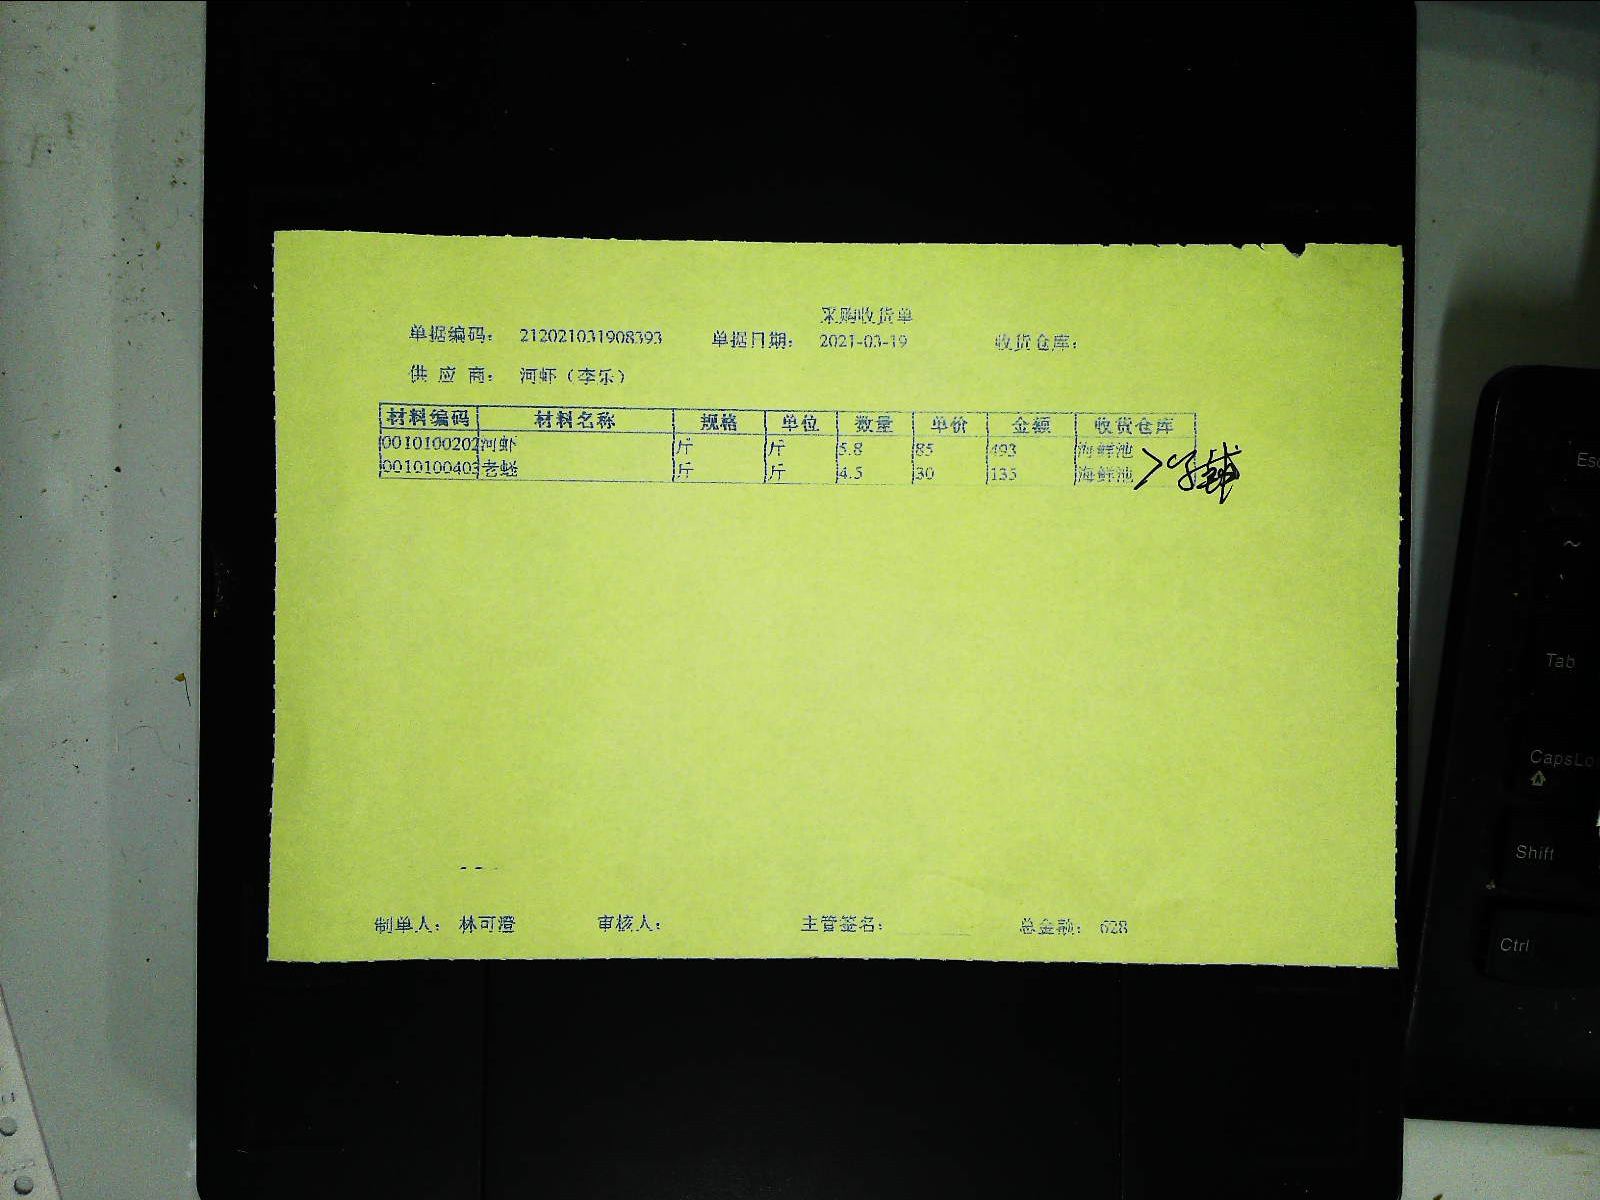 采购收货单
单据编码： 212021031908393 单据日期： 2021-03-19 收货仓库：
供 应 商： 河虾（李乐）
材料编码 材料名称 规格 单位 数量 单价 金额 收货仓库
0010100202 河虾 斤 斤 5.8 85 493 海鲜池
0010100403 老蛏 斤 斤 4.5 30 135 海鲜池
制单人： 林可澄 审核人： 主管签名： 总金额： 628
Esc
~
Tab
CapsLo
Shift
Ctrl